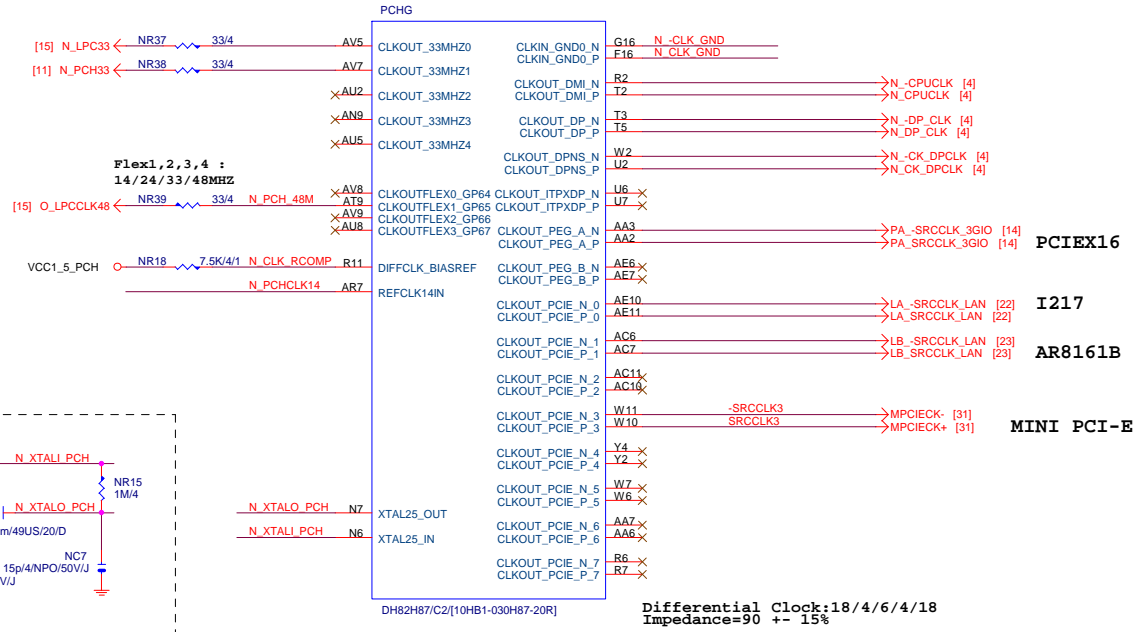 PCHG
[15] N_LPC33 NR37 33/4 AV5 CLKOUT_33MHZ0
[11] N_PCH33 NR38 33/4 AV7 CLKOUT_33MHZ1
AU2 CLKOUT_33MHZ2
AN9 CLKOUT_33MHZ3
AU5 CLKOUT_33MHZ4
Flex1,2,3,4 :
14/24/33/48MHZ
AV8 CLKOUTFLEX0_GP64
[15] O_LPCCLK48 NR39 33/4 N_PCH_48M AT9 CLKOUTFLEX1_GP65
AV9 CLKOUTFLEX2_GP66
AU8 CLKOUTFLEX3_GP67
VCC1_5_PCH NR18 7.5K/4/1 N_CLK_RCOMP R11 DIFFCLK_BIASREF
N_PCHCLK14 AR7 REFCLK14IN
N_XTALO_PCH N7 XTAL25_OUT
N_XTALI_PCH N6 XTAL25_IN
CLKIN_GND0_N G16 N_-CLK_GND
CLKIN_GND0_P F16 N_CLK_GND
CLKOUT_DMI_N R2 N_-CPUCLK [4]
CLKOUT_DMI_P T2 N_CPUCLK [4]
CLKOUT_DP_N T3 N_-DP_CLK [4]
CLKOUT_DP_P T5 N_DP_CLK [4]
CLKOUT_DPNS_N W2 N_-CK_DPCLK [4]
CLKOUT_DPNS_P U2 N_CK_DPCLK [4]
CLKOUT_ITPXDP_N U6
CLKOUT_ITPXDP_P U7
CLKOUT_PEG_A_N AA3 PA_-SRCCLK_3GIO [14]
CLKOUT_PEG_A_P AA2 PA_SRCCLK_3GIO [14]
PCIEX16
CLKOUT_PEG_B_N AE6
CLKOUT_PEG_B_P AE7
CLKOUT_PCIE_N_0 AE10 LA_-SRCCLK_LAN [22]
CLKOUT_PCIE_P_0 AE11 LA_SRCCLK_LAN [22]
I217
CLKOUT_PCIE_N_1 AC6 LB_-SRCCLK_LAN [23]
CLKOUT_PCIE_P_1 AC7 LB_SRCCLK_LAN [23]
AR8161B
CLKOUT_PCIE_N_2 AC11
CLKOUT_PCIE_P_2 AC10
CLKOUT_PCIE_N_3 W11 -SRCCLK3 MPCIECK- [31]
CLKOUT_PCIE_P_3 W10 SRCCLK3 MPCIECK+ [31]
MINI PCI-E
CLKOUT_PCIE_N_4 Y4
CLKOUT_PCIE_P_4 Y2
CLKOUT_PCIE_N_5 W7
CLKOUT_PCIE_P_5 W6
CLKOUT_PCIE_N_6 AA7
CLKOUT_PCIE_P_6 AA6
CLKOUT_PCIE_N_7 R6
CLKOUT_PCIE_P_7 R7
N_XTALI_PCH
NR15
1M/4
N_XTALO_PCH
m/49US/20/D
NC7
15p/4/NPO/50V/J
V/J
DH82H87/C2/[10HB1-030H87-20R]
Differential Clock:18/4/6/4/18
Impedance=90 +- 15%